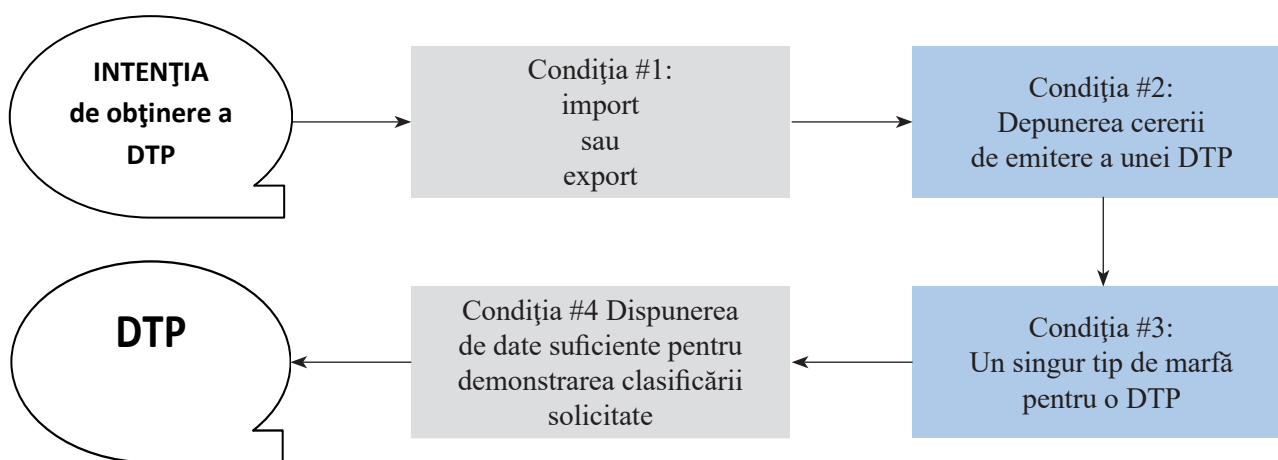 INTENŢIA
de obţinere a
DTP
Condiţia #1:
import
sau
export
Condiţia #2:
Depunerea cererii
de emitere a unei DTP
Condiţia #3:
Un singur tip de marfă
pentru o DTP
Condiţia #4 Dispunerea
de date suficiente pentru
demonstrarea clasificării
solicitate
DTP